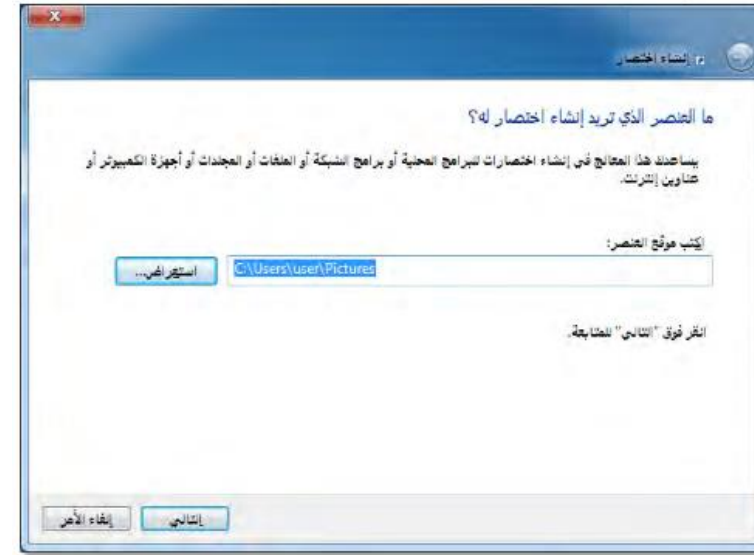 إنشاء اختصار
ما العنصر الذي تريد إنشاء اختصار له؟
يساعدك هذا المعالج في إنشاء اختصارات للبرامج المحلية أو برامج الشبكة أو الملفات أو المجلدات أو أجهزة الكمبيوتر أو
عناوين إنترنت.
اكتب موقع العنصر:
C:\Users\user\Pictures
استعراض...
انقر فوق "التالي" للمتابعة.
التالي
إلغاء الأمر